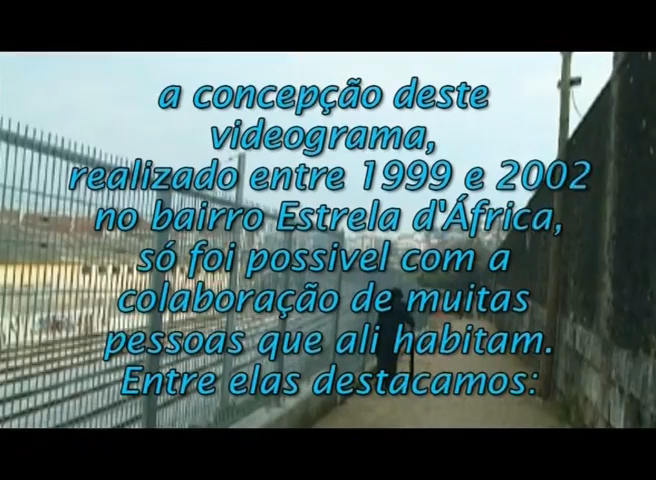 a concepção deste
videograma,
realizado entre 1999 e 2002
no bairro Estrela d'África,
só foi possivel com a
colaboração de muitas
pessoas que ali habitam.
Entre elas destacamos: